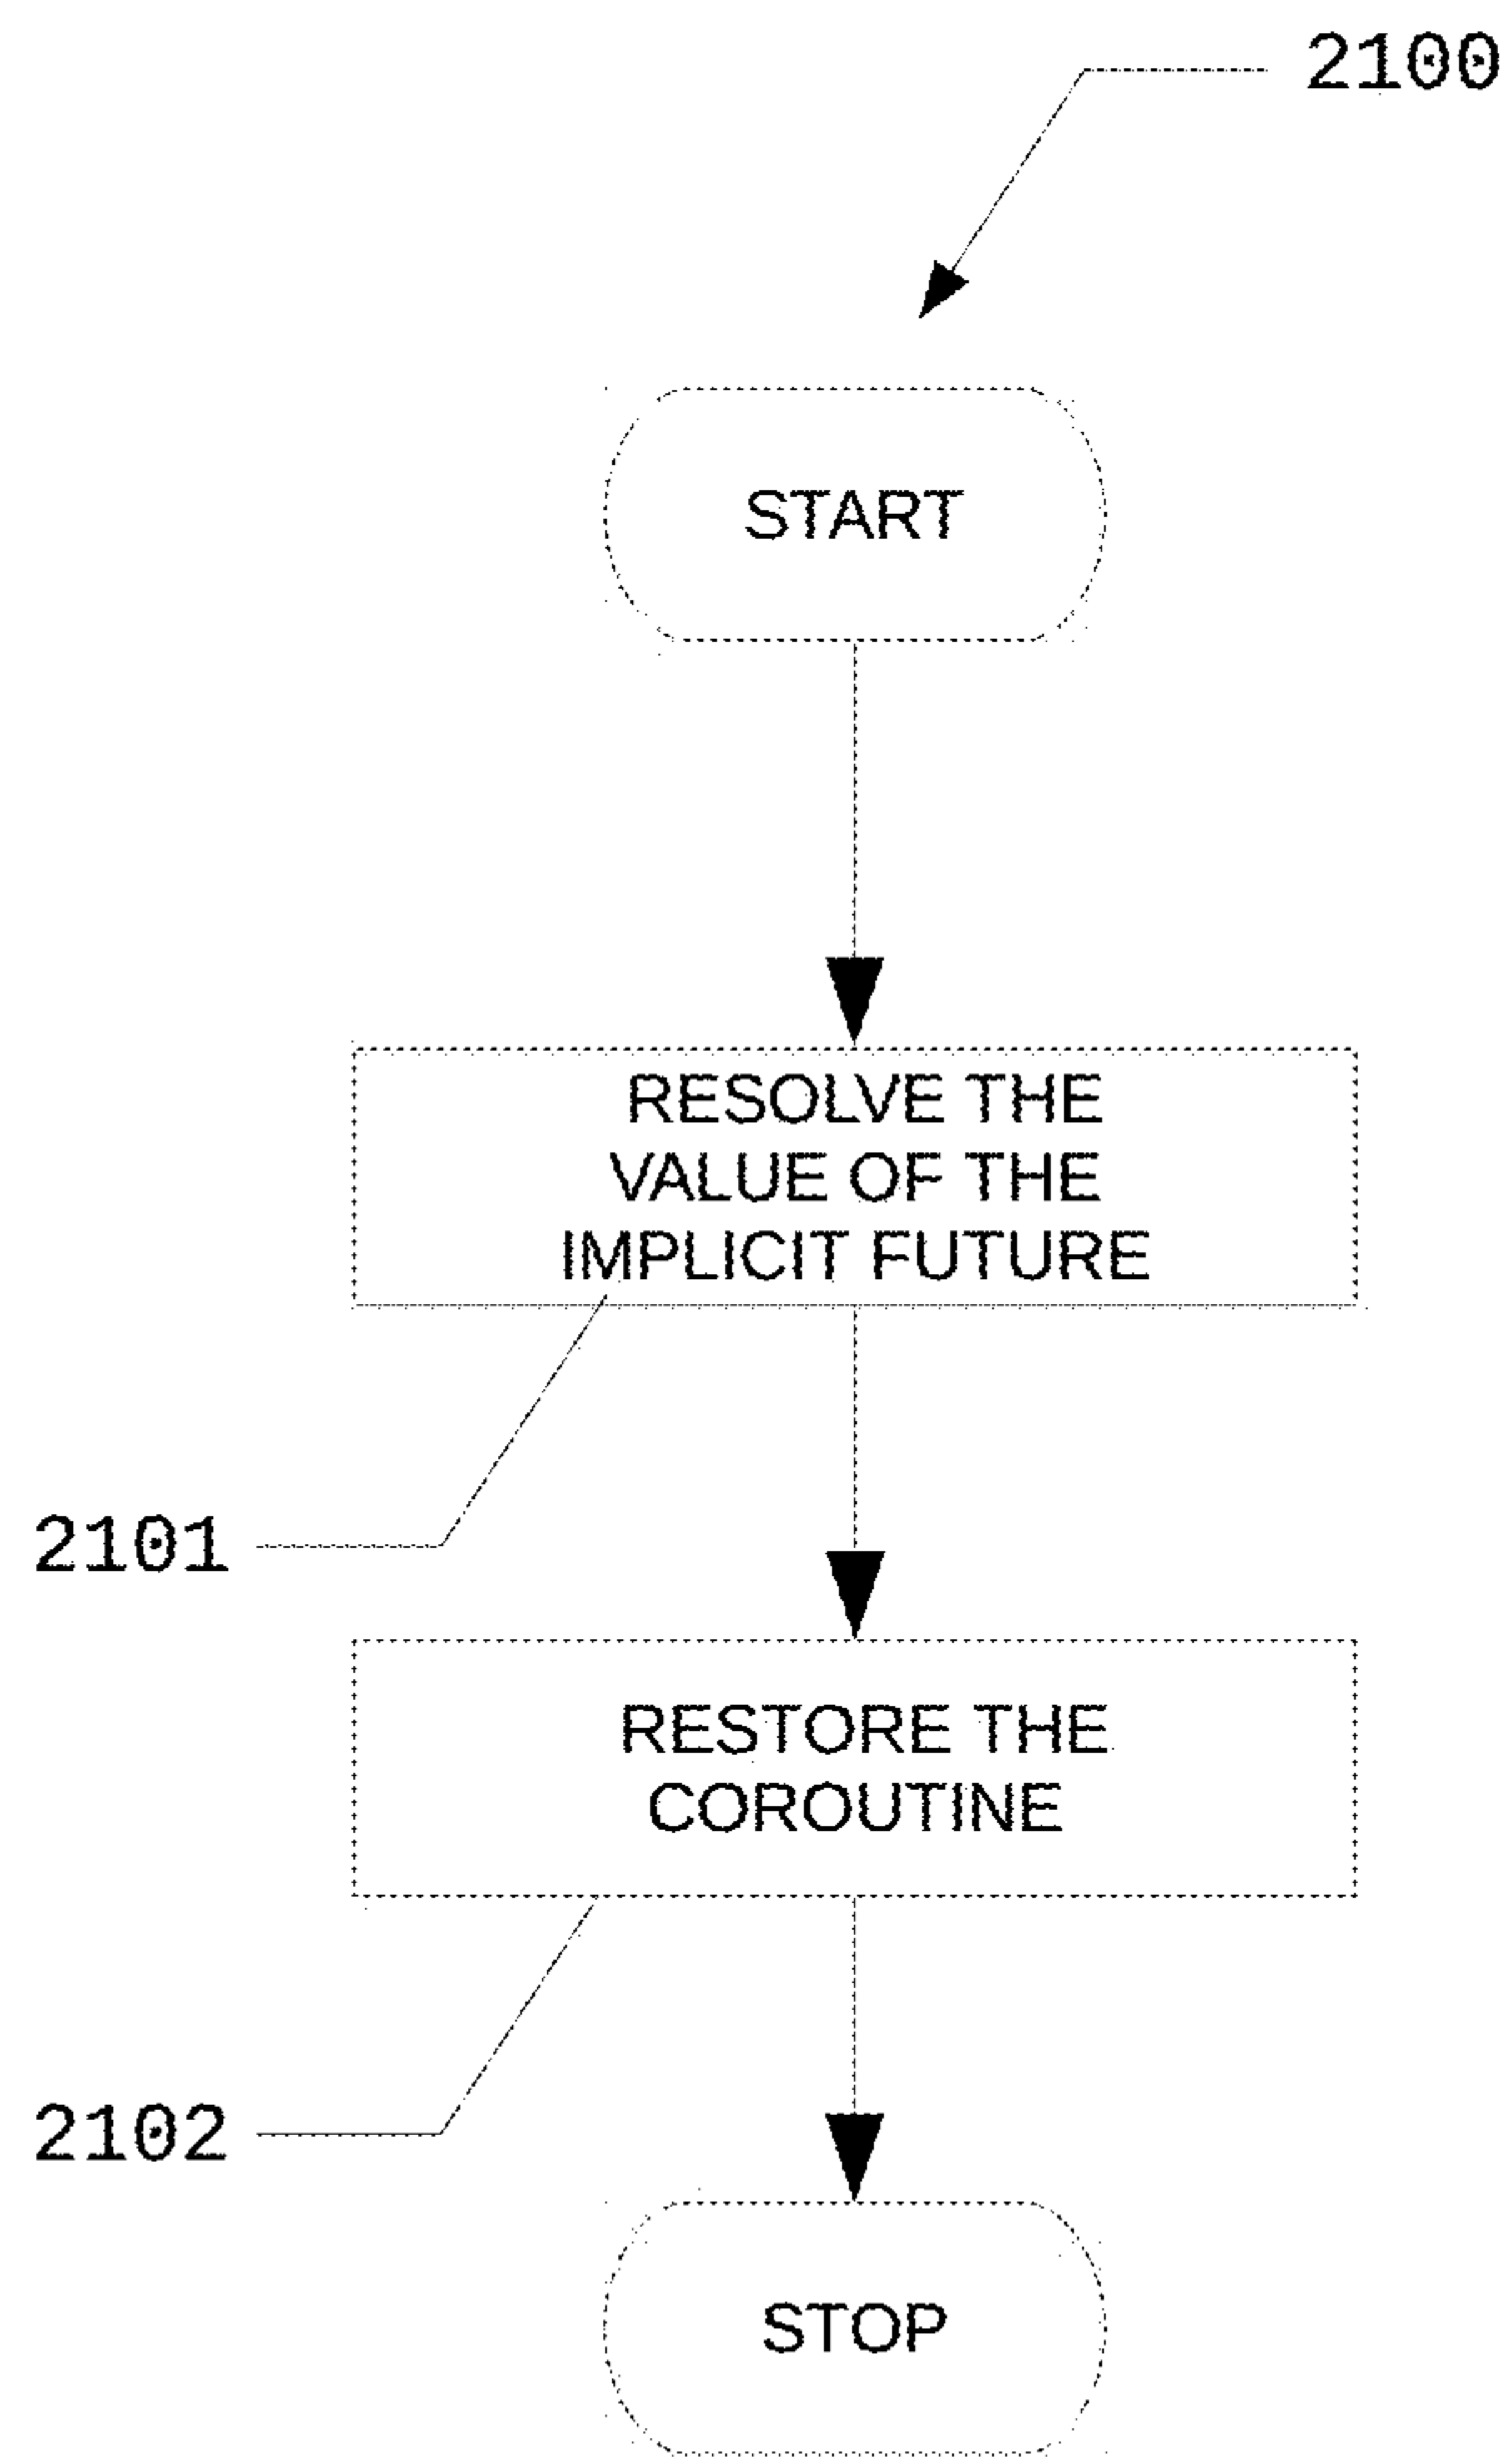 2100
START
RESOLVE THE
VALUE OF THE
IMPLICIT FUTURE
2101
RESTORE THE
COROUTINE
2102
STOP